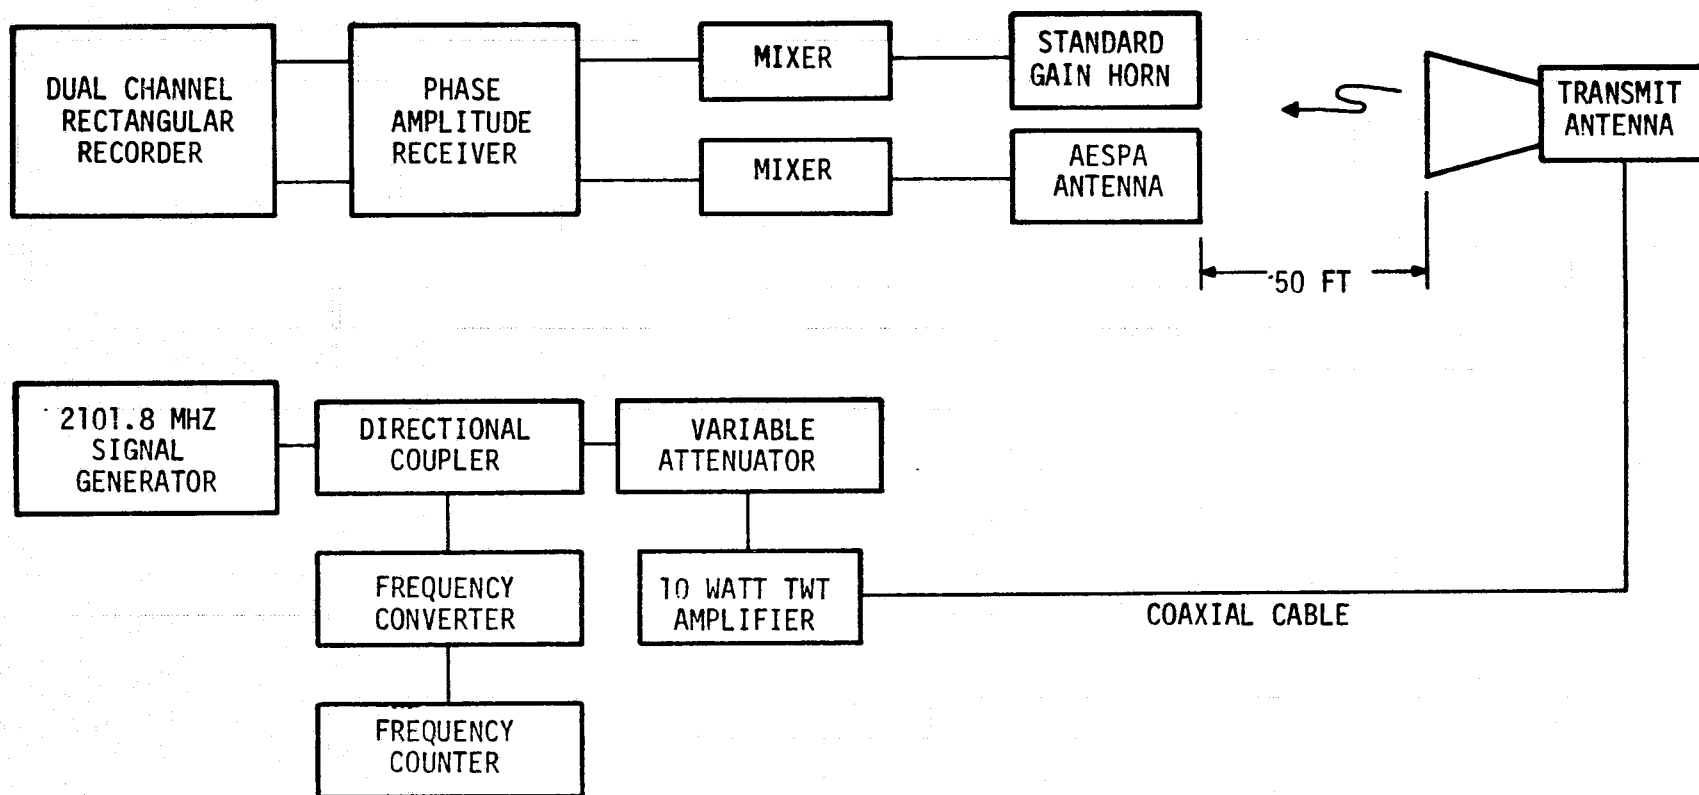 DUAL CHANNEL
RECTANGULAR
RECORDER
PHASE
AMPLITUDE
RECEIVER
MIXER
STANDARD
GAIN HORN
TRANSMIT
ANTENNA
MIXER
AESPA
ANTENNA
50 FT
2101.8 MHZ
SIGNAL
GENERATOR
DIRECTIONAL
COUPLER
VARIABLE
ATTENUATOR
FREQUENCY
CONVERTER
10 WATT TWT
AMPLIFIER
COAXIAL CABLE
FREQUENCY
COUNTER